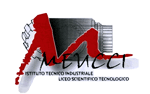 MEUCCI
ISTITUTO TECNICO INDUSTRIALE
LICEO SCIENTIFICO TECNOLOGICO